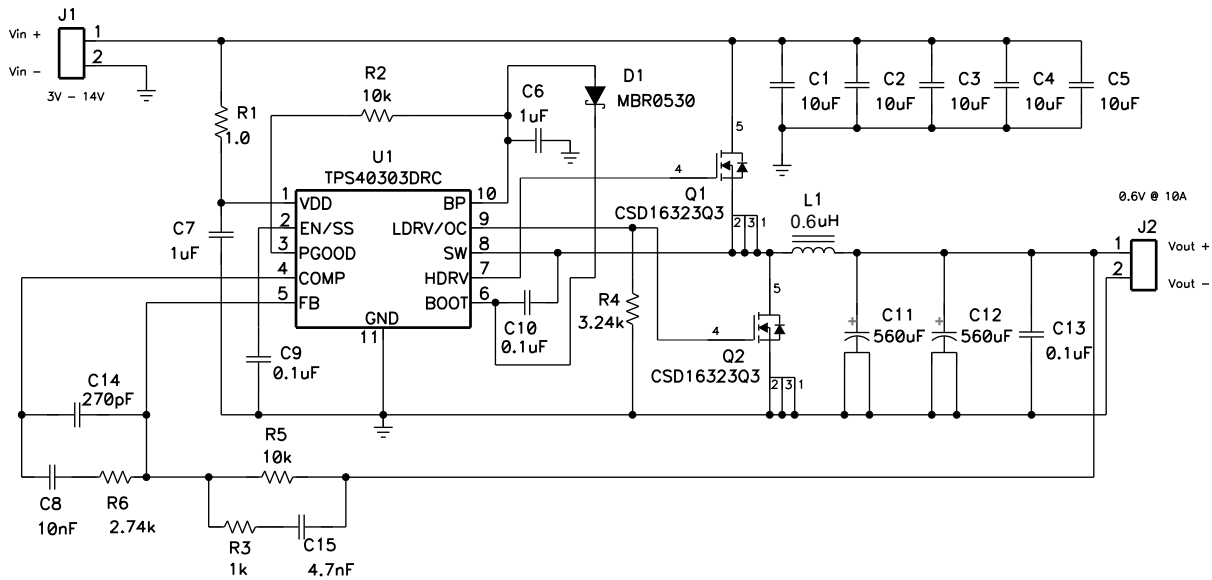 J1
Vin +
1
2
Vin -
3V - 14V
R1
1.0
R2
10k
C6
1uF
D1
MBR0530
C1
10uF
C2
10uF
C3
10uF
C4
10uF
C5
10uF
U1
TPS40303DRC
1
VDD
2
EN/SS
3
PGOOD
4
COMP
5
FB
BP
10
LDRV/OC
9
SW
8
HDRV
7
BOOT
6
GND
11
C7
1uF
5
4
Q1
CSD16323Q3
2
3
1
L1
0.6uH
0.6V @ 10A
J2
1
Vout +
2
Vout -
C10
0.1uF
R4
3.24k
5
4
Q2
CSD16323Q3
2
3
1
+
C11
560uF
+
C12
560uF
C13
0.1uF
C9
0.1uF
C14
270pF
C8
10nF
R6
2.74k
R5
10k
R3
1k
C15
4.7nF